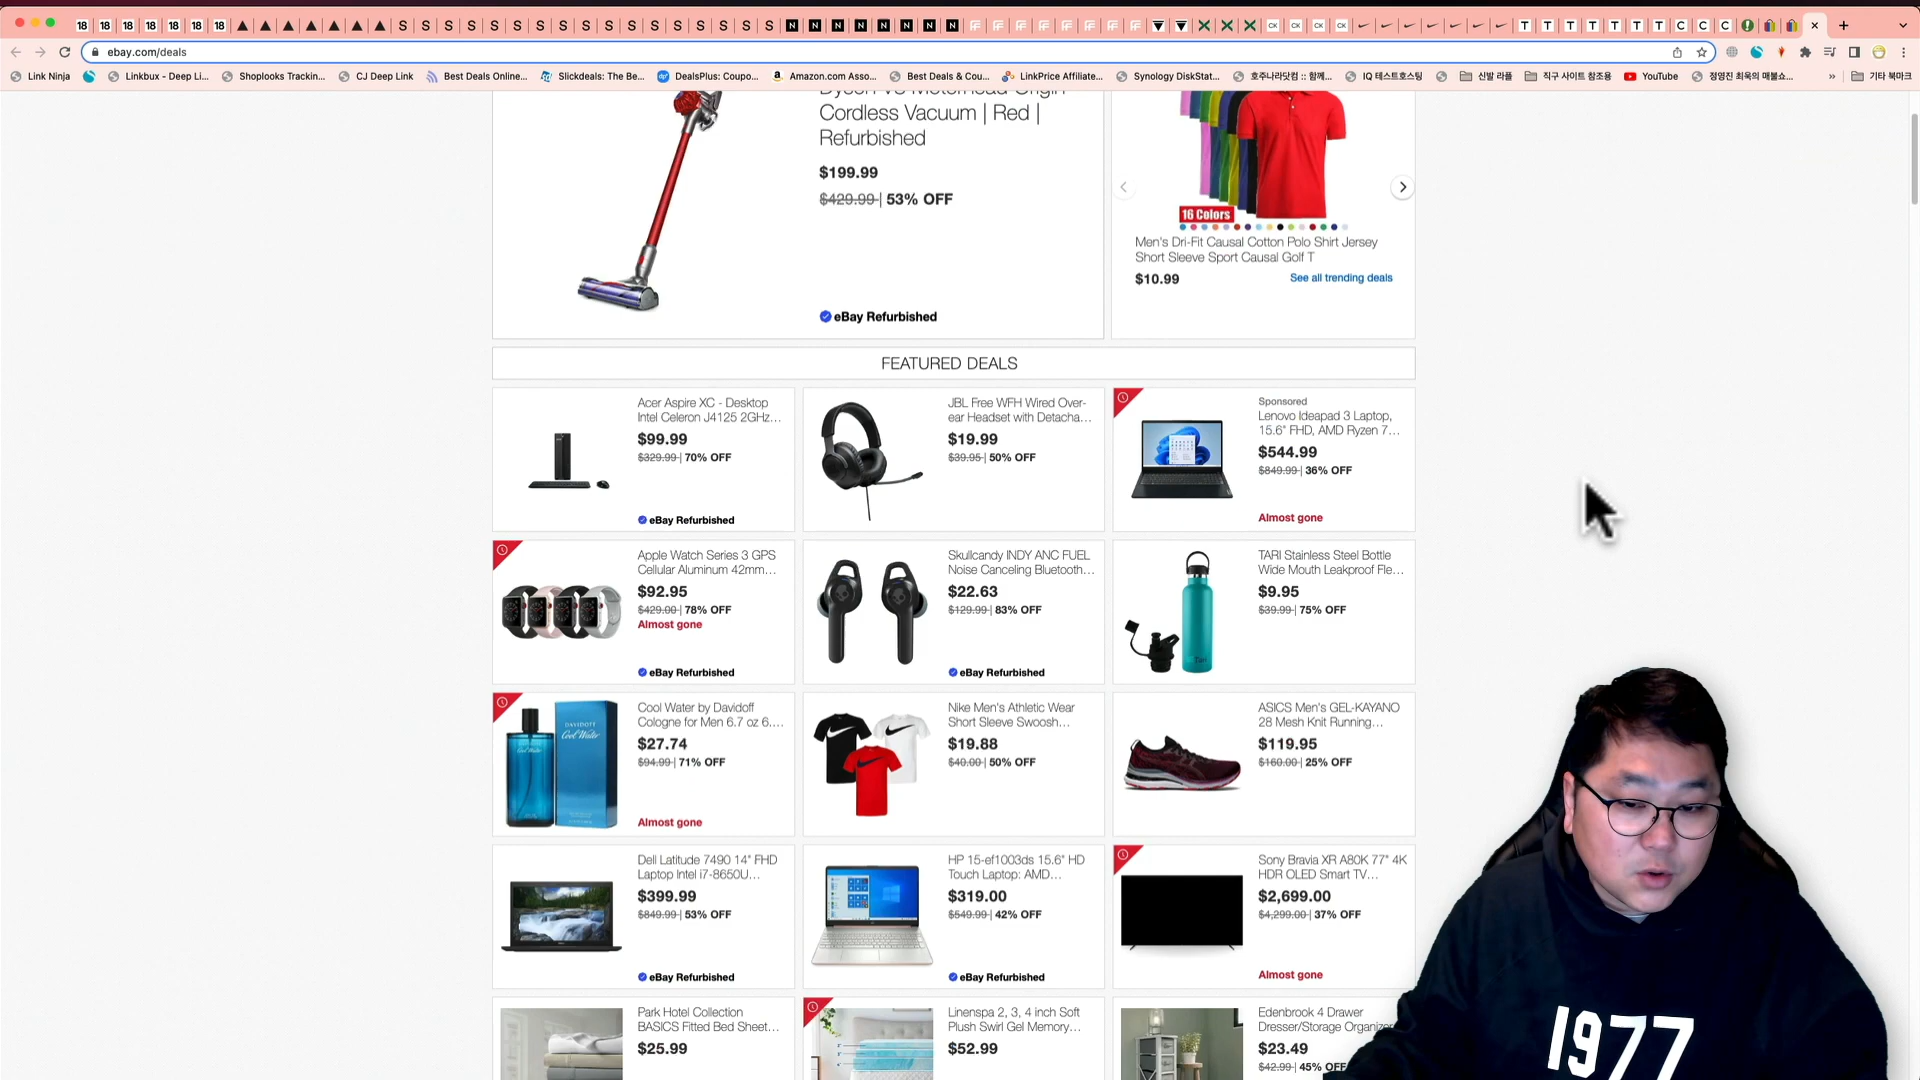 18 18 18 18 18 18 18
S S S S S S S S S S S S S S S S S
N N N N N N N N
CK CK CK CK
T T T T T T T C C C
ebay.com/deals
Link Ninja
Linkbux - Deep Li...
Shoplooks Trackin...
CJ Deep Link
Best Deals Online...
Slickdeals: The Be...
DealsPlus: Coupo...
Amazon.com Asso...
Best Deals & Cou...
LinkPrice Affiliate...
Synology DiskStat...
호주나라닷컴 :: 함께...
IQ 테스트호스팅
신발 라플
직구 사이트 참조용
YouTube
정영진 최욱의 매불쇼...
»
기타 북마크
Cordless Vacuum | Red |
Refurbished
$199.99
$429.99 | 53% OFF
eBay Refurbished
16 Colors
Men's Dri-Fit Causal Cotton Polo Shirt Jersey
Short Sleeve Sport Causal Golf T
$10.99
See all trending deals
FEATURED DEALS
Acer Aspire XC - Desktop
Intel Celeron J4125 2GHz...
$99.99
$329.99 | 70% OFF
eBay Refurbished
JBL Free WFH Wired Over-
ear Headset with Detacha...
$19.99
$39.95 | 50% OFF
Sponsored
Lenovo Ideapad 3 Laptop,
15.6" FHD, AMD Ryzen 7...
$544.99
$849.99 | 36% OFF
Almost gone
Apple Watch Series 3 GPS
Cellular Aluminum 42mm...
$92.95
$429.00 | 78% OFF
Almost gone
eBay Refurbished
Skullcandy INDY ANC FUEL
Noise Canceling Bluetooth...
$22.63
$129.99 | 83% OFF
eBay Refurbished
TARI Stainless Steel Bottle
Wide Mouth Leakproof Fle...
$9.95
$39.99 | 75% OFF
DAVIDOFF
Cool Water
Cool Water by Davidoff
Cologne for Men 6.7 oz 6....
$27.74
$94.99 | 71% OFF
Almost gone
Nike Men's Athletic Wear
Short Sleeve Swoosh...
$19.88
$40.00 | 50% OFF
ASICS Men's GEL-KAYANO
28 Mesh Knit Running...
$119.95
$160.00 | 25% OFF
Dell Latitude 7490 14" FHD
Laptop Intel i7-8650U...
$399.99
$849.99 | 53% OFF
eBay Refurbished
HP 15-ef1003ds 15.6" HD
Touch Laptop: AMD...
$319.00
$549.99 | 42% OFF
eBay Refurbished
Sony Bravia XR A80K 77" 4K
HDR OLED Smart TV...
$2,699.00
$4,299.00 | 37% OFF
Almost gone
Park Hotel Collection
BASICS Fitted Bed Sheet...
$25.99
Linenspa 2, 3, 4 inch Soft
Plush Swirl Gel Memory...
$52.99
Edenbrook 4 Drawer
Dresser/Storage Organizer
$23.49
$42.99 | 45% OFF
1977